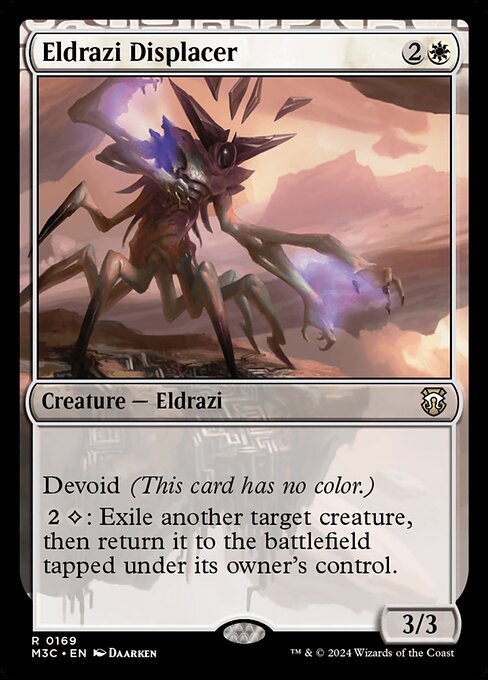 Eldrazi Displacer 2
Creature — Eldrazi
Devoid (This card has no color.)
2 ◇: Exile another target creature,
then return it to the battlefield
tapped under its owner's control.
3/3
R 0169
M3C • EN DAARKEN
™ & © 2024 Wizards of the Coast